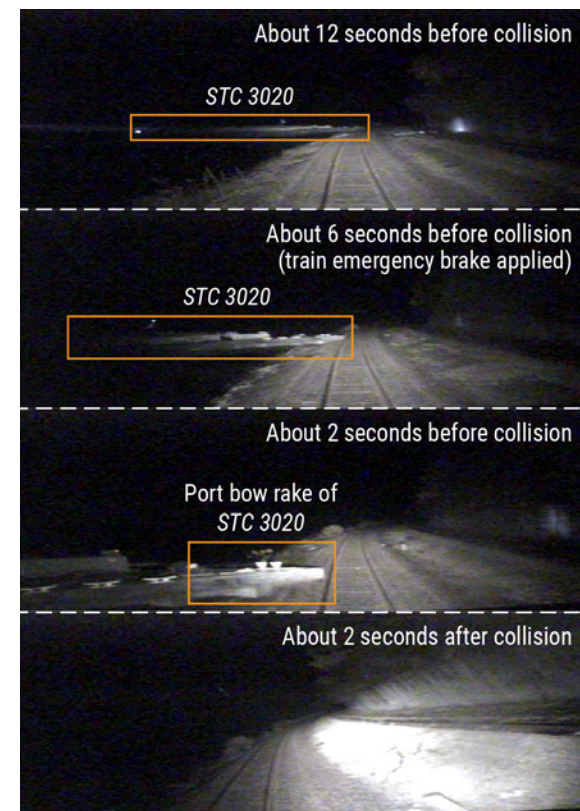 About 12 seconds before collision
STC 3020
About 6 seconds before collision
(train emergency brake applied)
STC 3020
About 2 seconds before collision
Port bow rake of
STC 3020
About 2 seconds after collision